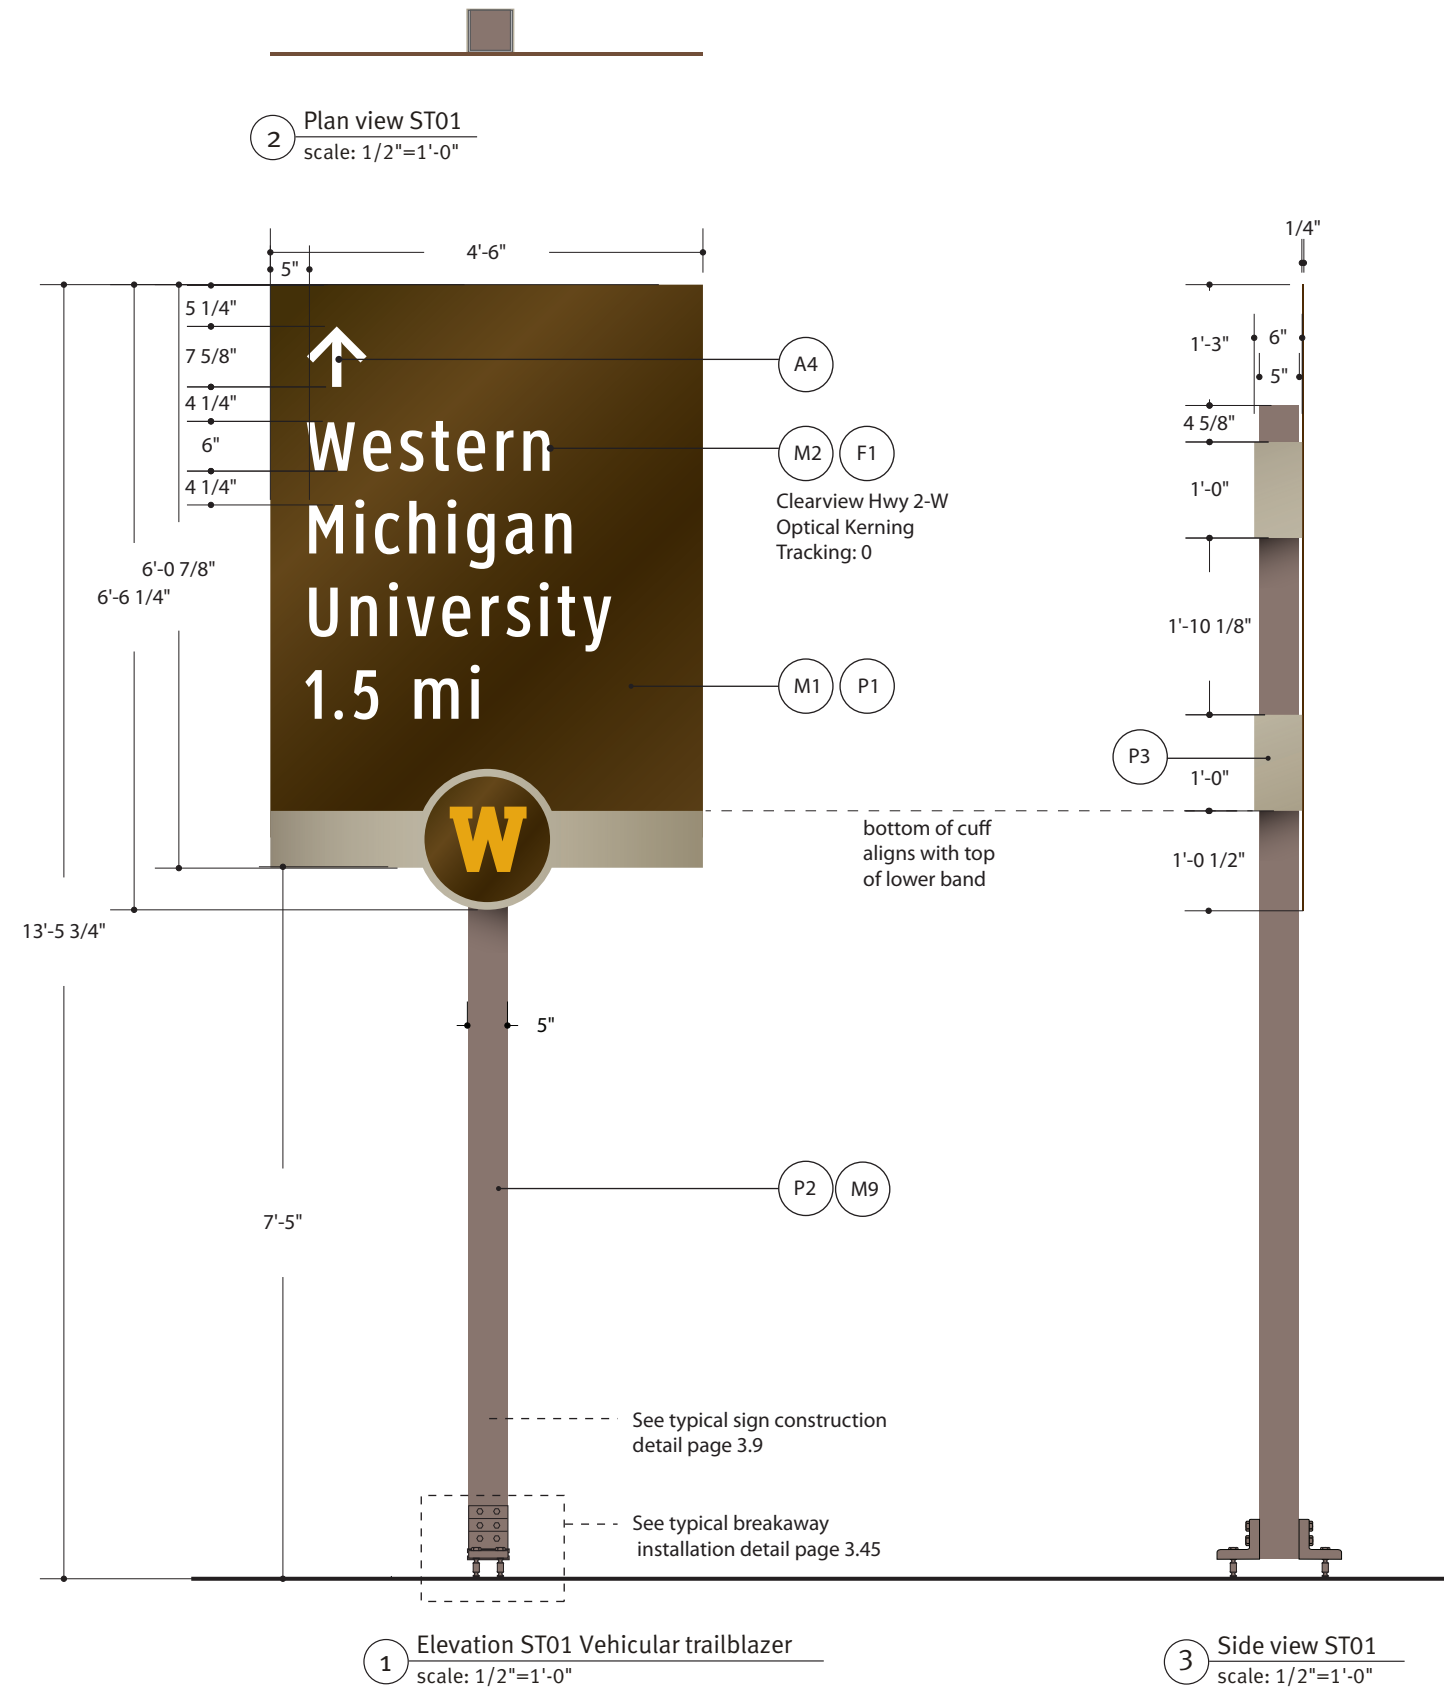 2
Plan view ST01
scale: 1/2"=1'-0"
4'-6"
5"
5 1/4"
7 5/8"
4 1/4"
6"
4 1/4"
6'-0 7/8"
6'-6 1/4"
13'-5 3/4"
7'-5"
Western
Michigan
University
1.5 mi
W
A4
M2 F1
Clearview Hwy 2-W
Optical Kerning
Tracking: 0
M1 P1
bottom of cuff
aligns with top
of lower band
5"
P2 M9
See typical sign construction
detail page 3.9
See typical breakaway
installation detail page 3.45
1
Elevation ST01 Vehicular trailblazer
scale: 1/2"=1'-0"
1/4"
1'-3"
6"
5"
4 5/8"
1'-0"
1'-10 1/8"
P3
1'-0"
1'-0 1/2"
3
Side view ST01
scale: 1/2"=1'-0"